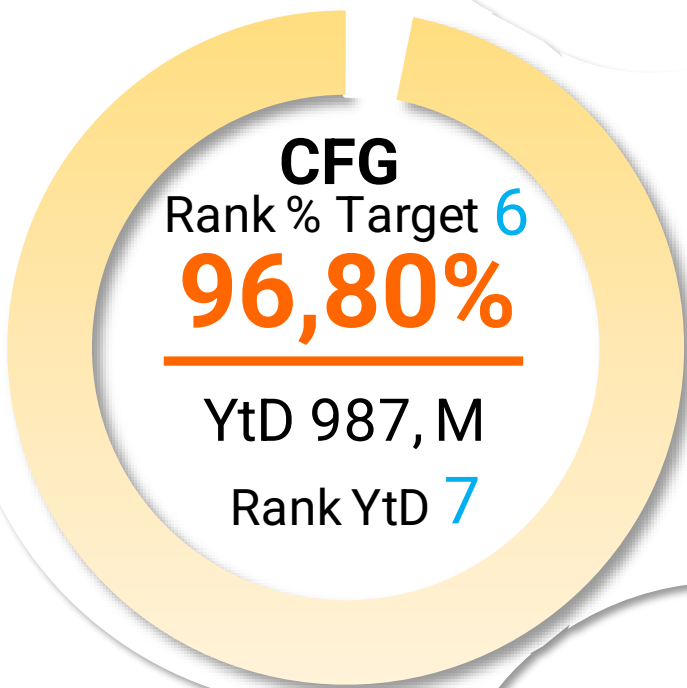 CFG
Rank % Target 6
96,80%
YtD 987, M
Rank YtD 7